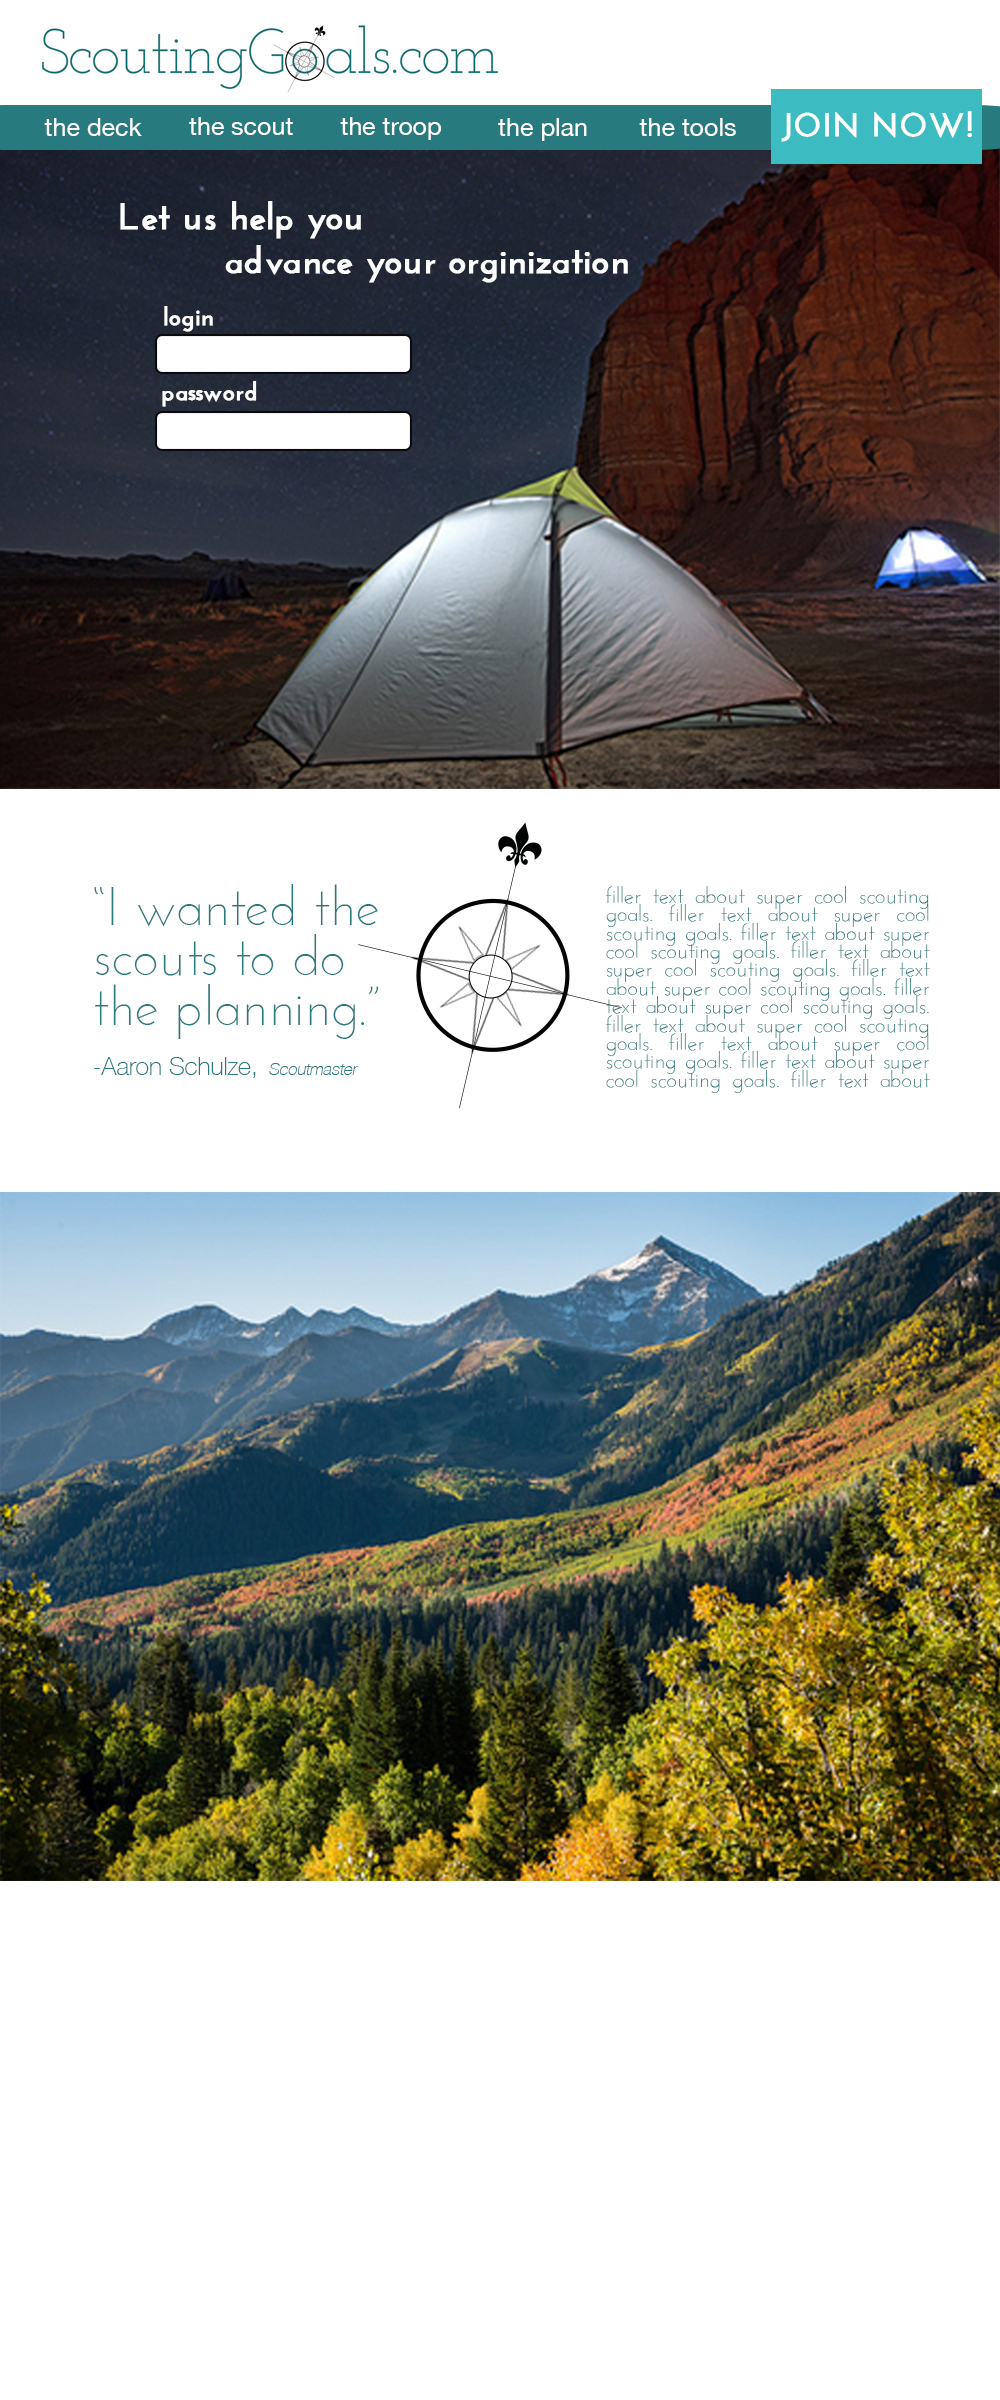 ScoutingGoals.com
the deck the scout the troop the plan the tools JOIN NOW!
Let us help you
advance your orginization
login
password
“I wanted the
scouts to do
the planning.”
-Aaron Schulze, Scoutmaster
filler text about super cool scouting
goals. filler text about super cool
scouting goals. filler text about super
cool scouting goals. filler text about
super cool scouting goals. filler text
about super cool scouting goals. filler
text about super cool scouting goals.
filler text about super cool scouting
goals. filler text about super cool
scouting goals. filler text about super
cool scouting goals. filler text about